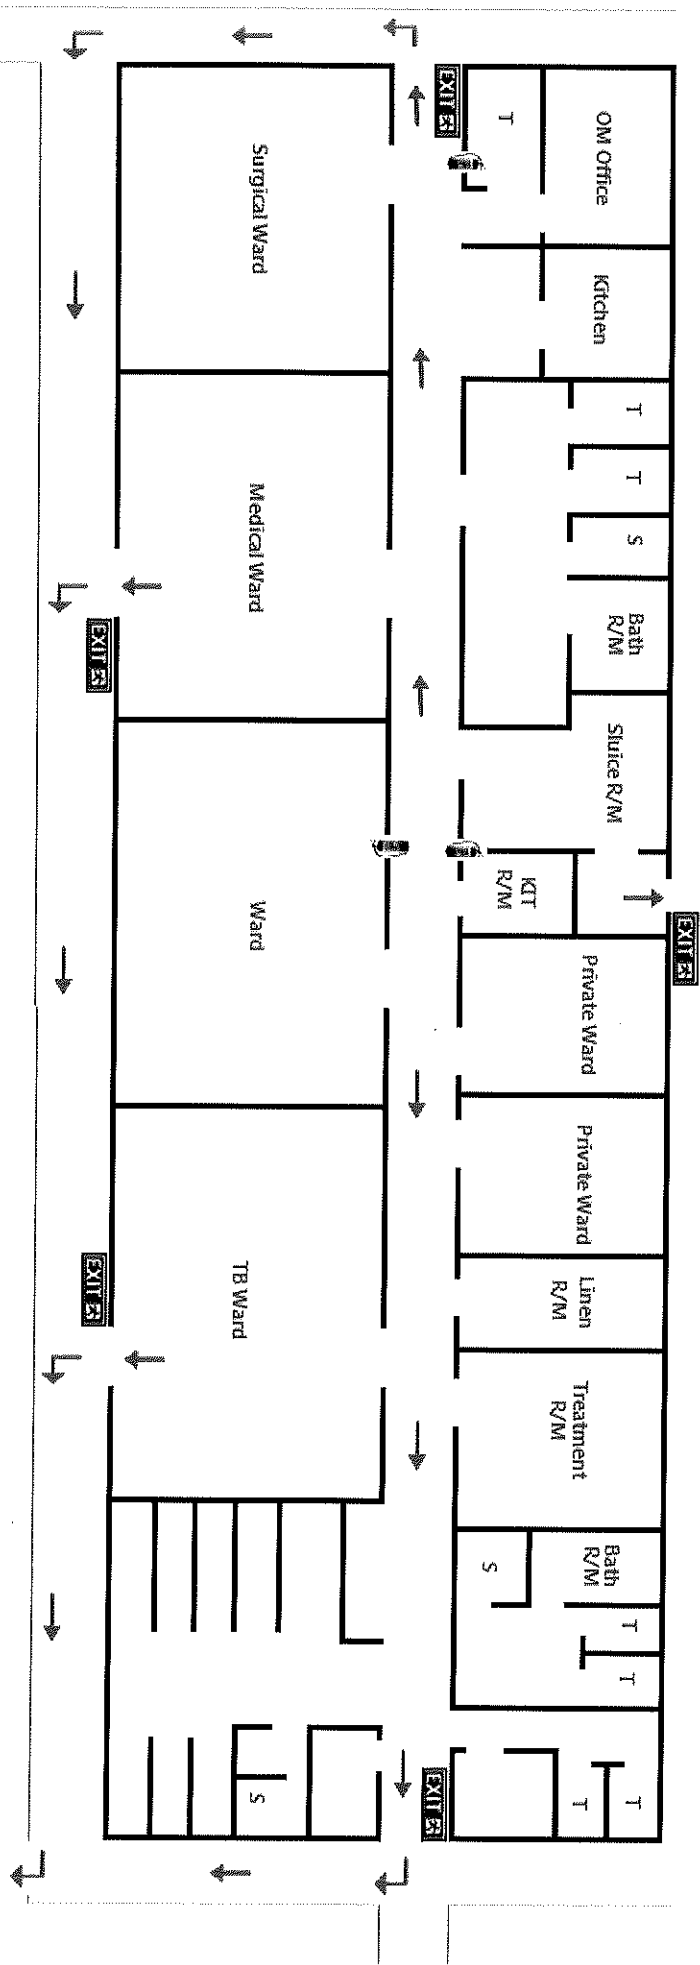 OM Office
T
EXIT
Kitchen
T
T
S
Bath
R/M
Sluice R/M
KIT
R/M
EXIT
Private Ward
Private Ward
Linen
R/M
Treatment
R/M
Bath
R/M
S
T
T
T
T
EXIT
Surgical Ward
Medical Ward
EXIT
Ward
TB Ward
EXIT
S